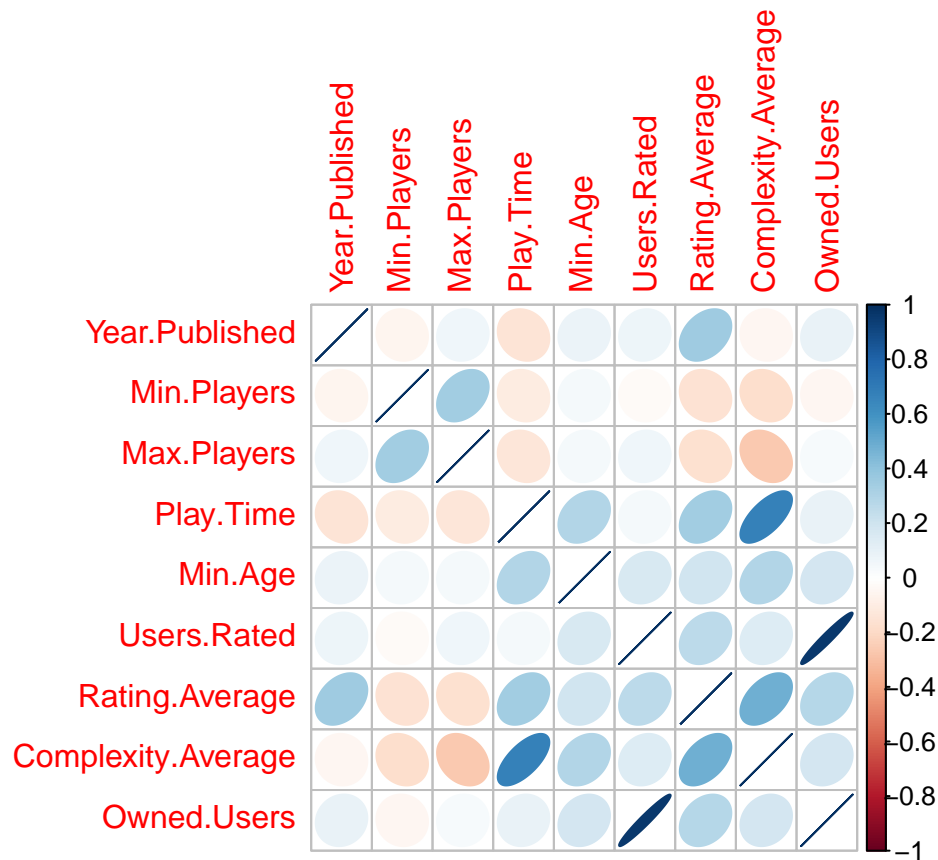 Year.Published
Min.Players
Max.Players
Play.Time
Min.Age
Users.Rated
Rating.Average
Complexity.Average
Owned.Users
Year.Published
Min.Players
Max.Players
Play.Time
Min.Age
Users.Rated
Rating.Average
Complexity.Average
Owned.Users
1
0.8
0.6
0.4
0.2
0
−0.2
−0.4
−0.6
−0.8
−1